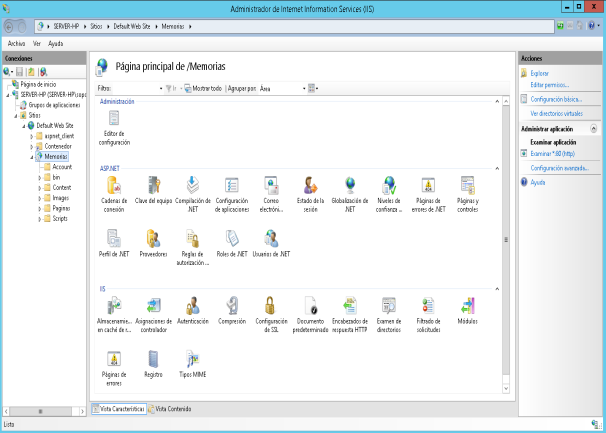 Administrador de Internet Information Services (IIS)
SERVER-HP
Sitios
Default Web Site
Memorias
Archivo Ver Ayuda
Conexiones
Página de inicio
SERVER-HP (SERVER-HP\sopo
Grupos de aplicaciones
Sitios
Default Web Site
aspnet_client
Contenedor
Memorias
Account
bin
Content
Images
Paginas
Scripts
Página principal de /Memorias
Filtro: Ir Mostrar todo Agrupar por: Área
Administración
Editor de configuración
ASP.NET
Cadenas de conexión
Clave del equipo
Compilación de .NET
Configuración de aplicaciones
Correo electróni...
Estado de la sesión
Globalización de .NET
Niveles de confianza ...
Páginas de errores de .NET
Páginas y controles
Perfil de .NET
Proveedores
Reglas de autorización ...
Roles de .NET
Usuarios de .NET
IIS
Almacenamie... en caché de r...
Asignaciones de controlador
Autenticación
Compresión
Configuración de SSL
Documento predeterminado
Encabezados de respuesta HTTP
Examen de directorios
Filtrado de solicitudes
Módulos
Páginas de errores
Registro
Tipos MIME
Vista Características
Vista Contenido
Acciones
Explorar
Editar permisos...
Configuración básica...
Ver directorios virtuales
Administrar aplicación
Examinar aplicación
Examinar *:80 (http)
Configuración avanzada...
Ayuda
Listo